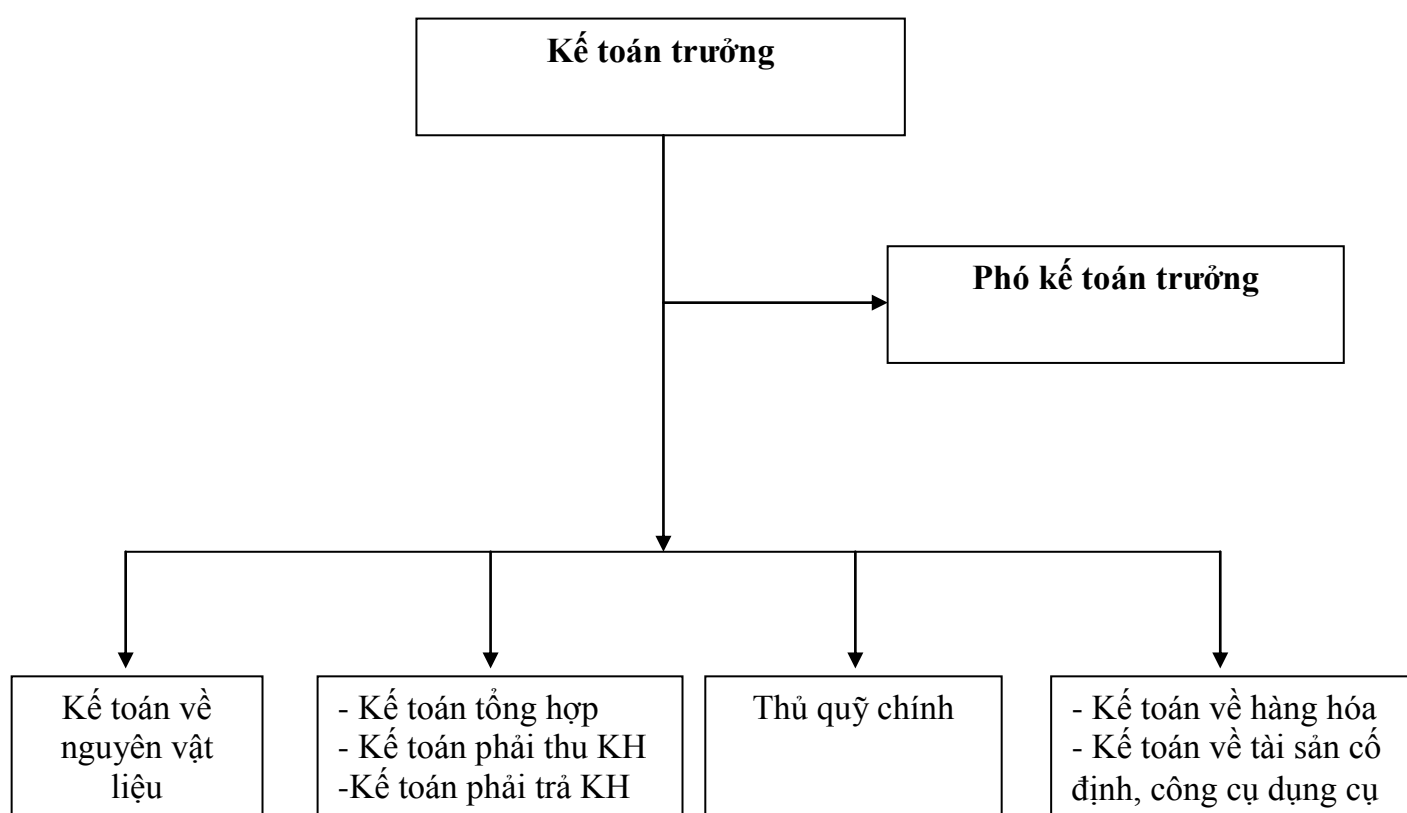 Kế toán trưởng
Phó kế toán trưởng
Kế toán về
nguyên vật
liệu
- Kế toán tổng hợp
- Kế toán phải thu KH
-Kế toán phải trả KH
Thủ quỹ chính
- Kế toán về hàng hóa
- Kế toán về tài sản cố
định, công cụ dụng cụ